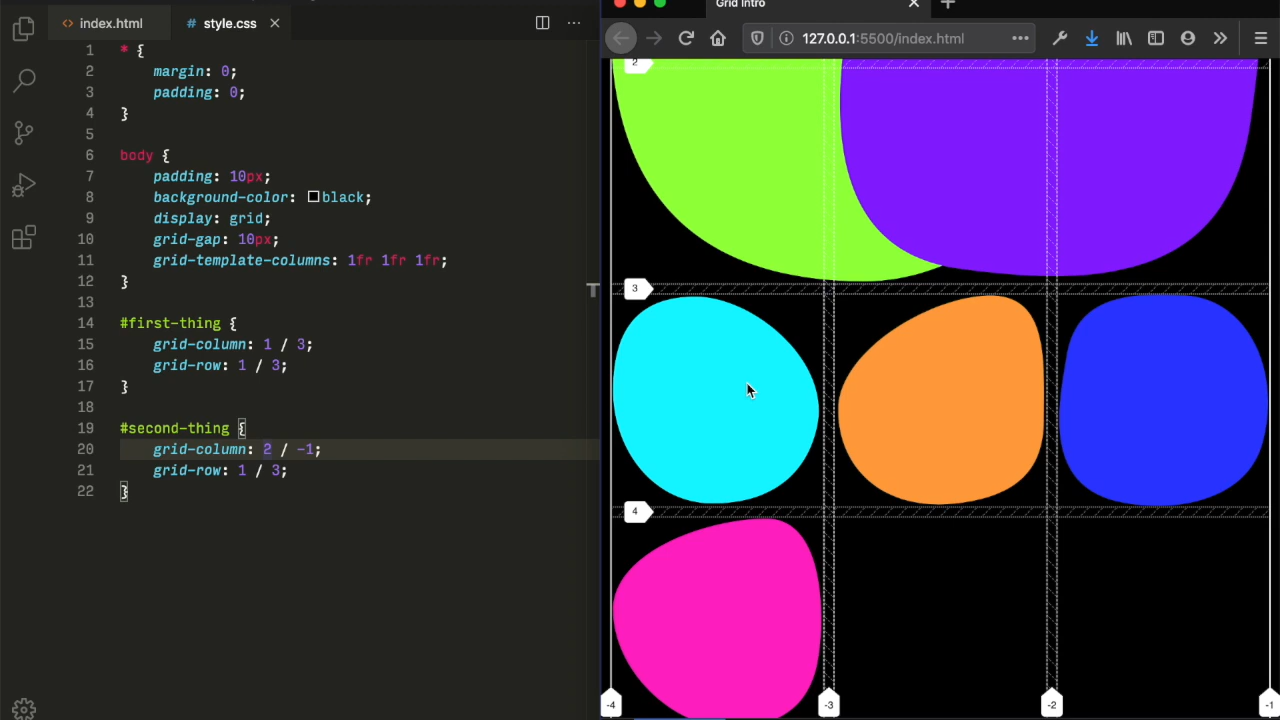 index.html
# style.css
Grid Intro
127.0.0.1:5500/index.html
1 * {
2 margin: 0;
3 padding: 0;
4 }
5
6 body {
7 padding: 10px;
8 background-color: black;
9 display: grid;
10 grid-gap: 10px;
11 grid-template-columns: 1fr 1fr 1fr;
12 }
13
14 #first-thing {
15 grid-column: 1 / 3;
16 grid-row: 1 / 3;
17 }
18
19 #second-thing {
20 grid-column: 2 / -1;
21 grid-row: 1 / 3;
22 }
T
2
3
4
-4 -3 -2 -1